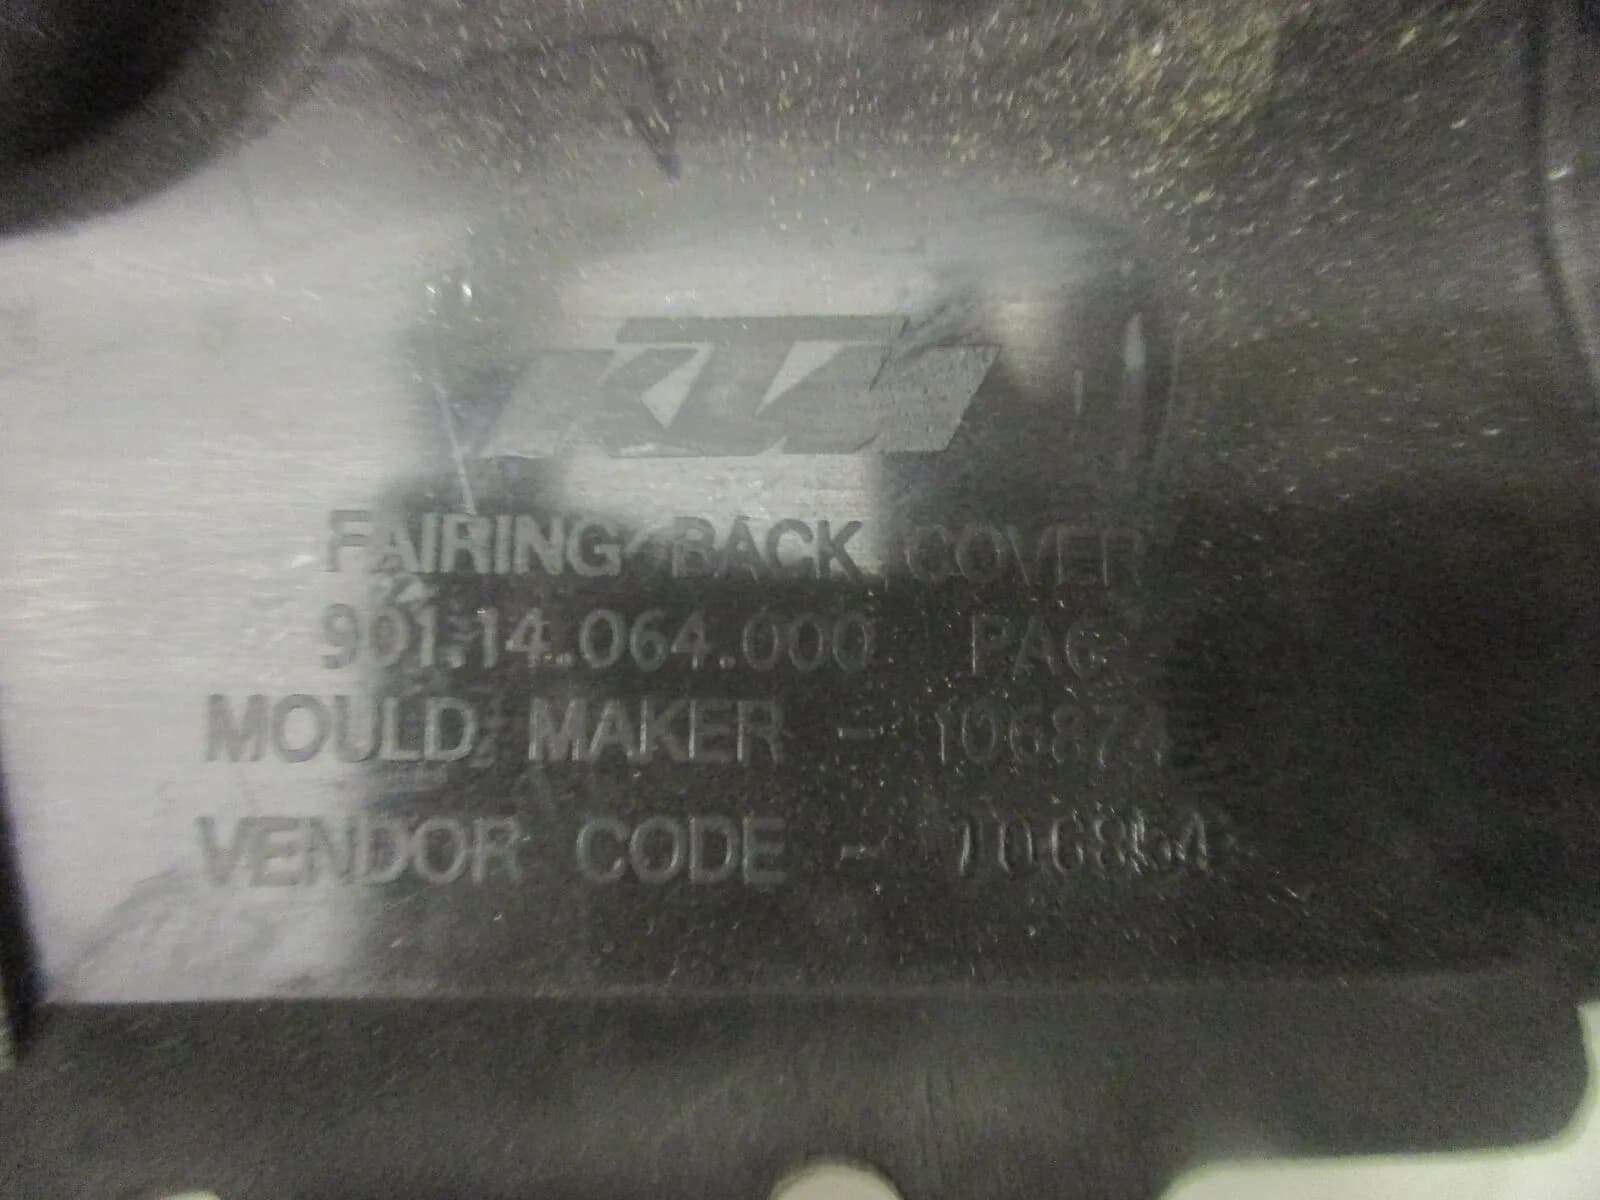 KTM
FAIRING BACK COVER
901.14.064.000 PA6
MOULD MAKER - 106874
VENDOR CODE - 106854